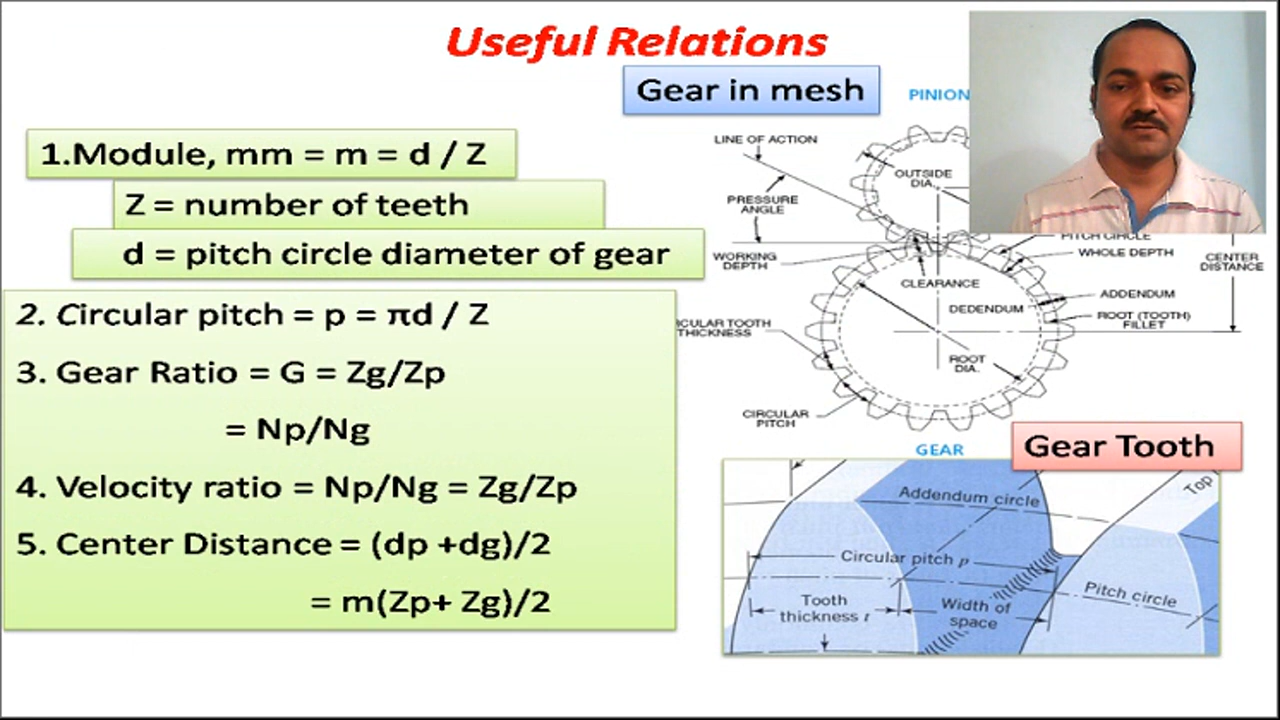 Useful Relations
Gear in mesh
1.Module, mm = m = d / Z
Z = number of teeth
d = pitch circle diameter of gear
2. Circular pitch = p = πd / Z
3. Gear Ratio = G = Zg/Zp
= Np/Ng
4. Velocity ratio = Np/Ng = Zg/Zp
5. Center Distance = (dp +dg)/2
= m(Zp+ Zg)/2
PINION
LINE OF ACTION
OUTSIDE
DIA.
PRESSURE
ANGLE
PITCH CIRCLE
WORKING
DEPTH
WHOLE DEPTH
CENTER
DISTANCE
CLEARANCE
DEDENDUM
ADDENDUM
ROOT (TOOTH)
FILLET
CULAR TOOTH
THICKNESS
ROOT
DIA.
CIRCULAR
PITCH
GEAR
Gear Tooth
Addendum circle
Top
Circular pitch p
Pitch circle
Tooth
thickness t
Width of
space